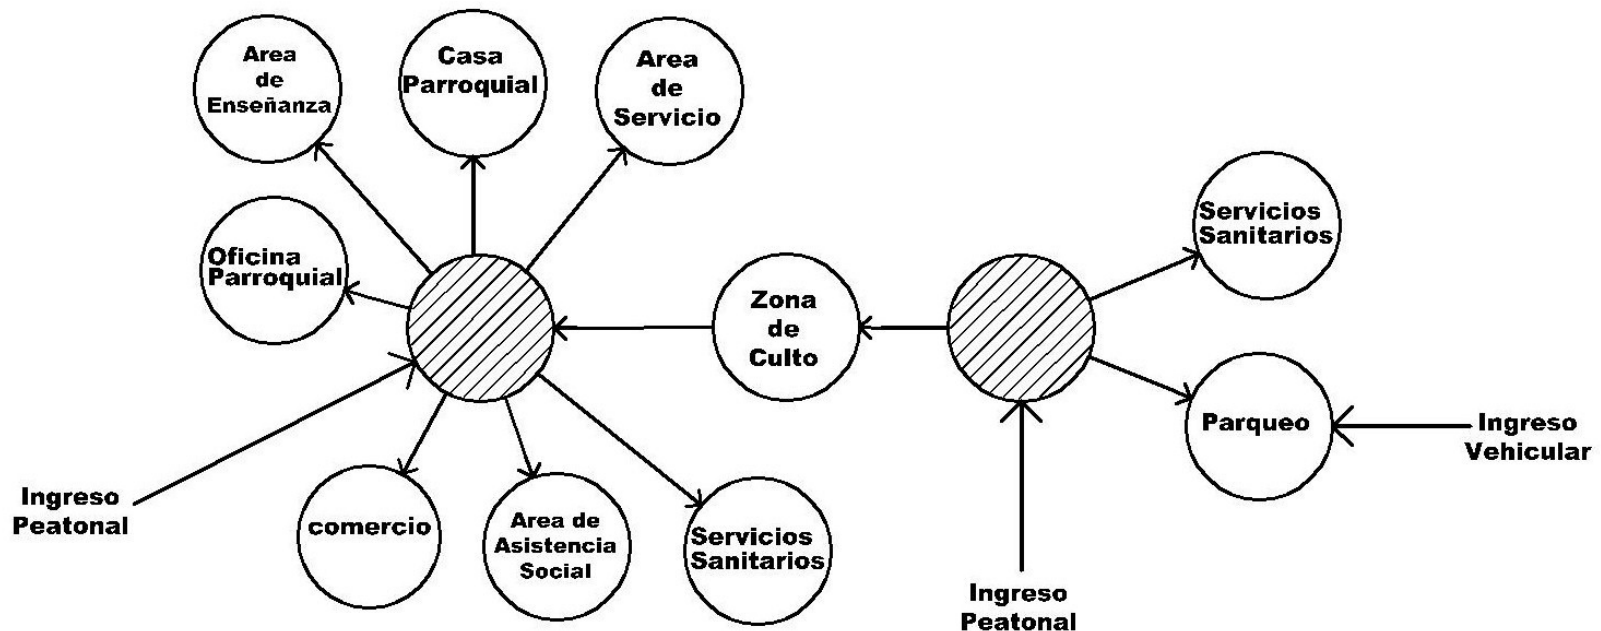 Area
de
Enseñanza
Casa
Parroquial
Area
de
Servicio
Oficina
Parroquial
Servicios
Sanitarios
Zona
de
Culto
Parqueo
Ingreso
Vehicular
Ingreso
Peatonal
comercio
Area de
Asistencia
Social
Servicios
Sanitarios
Ingreso
Peatonal